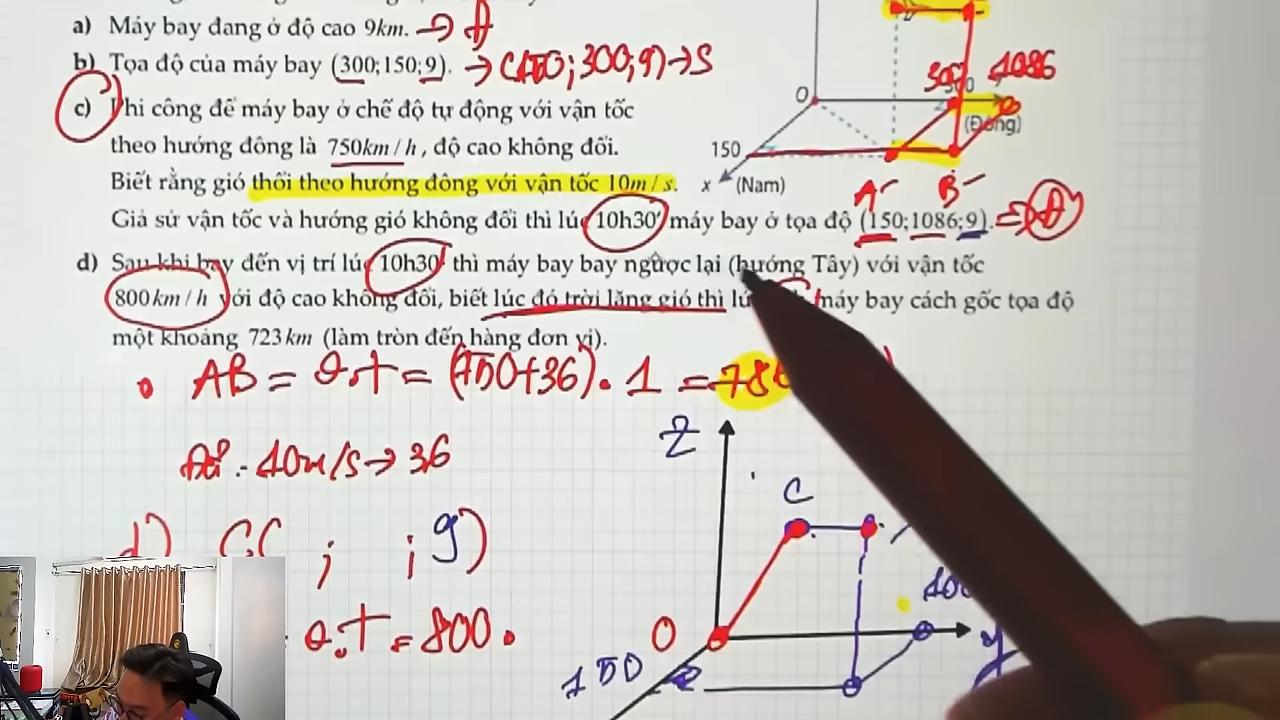 a) Máy bay đang ở độ cao 9km. → Đ
b) Tọa độ của máy bay (300;150;9). → (150;300;9) → S
c) Phi công để máy bay ở chế độ tự động với vận tốc
theo hướng đông là 750km/h, độ cao không đổi.
Biết rằng gió thổi theo hướng đông với vận tốc 10m/s.
Giả sử vận tốc và hướng gió không đổi thì lúc 10h30' máy bay ở tọa độ (150;1086;9). ⇒ Đ
d) Sau khi bay đến vị trí lúc 10h30' thì máy bay bay ngược lại (hướng Tây) với vận tốc
800km/h với độ cao không đổi, biết lúc đó trời lặng gió thì máy bay cách gốc tọa độ
một khoảng 723km (làm tròn đến hàng đơn vị).
O
300
1086
(Đông)
150
x
(Nam)
A
B
AB = v.t = (750+36).1 =
Đổi: 10m/s → 36
d) C( ; ;9)
v.t = 800.
Z
C
O
150
y